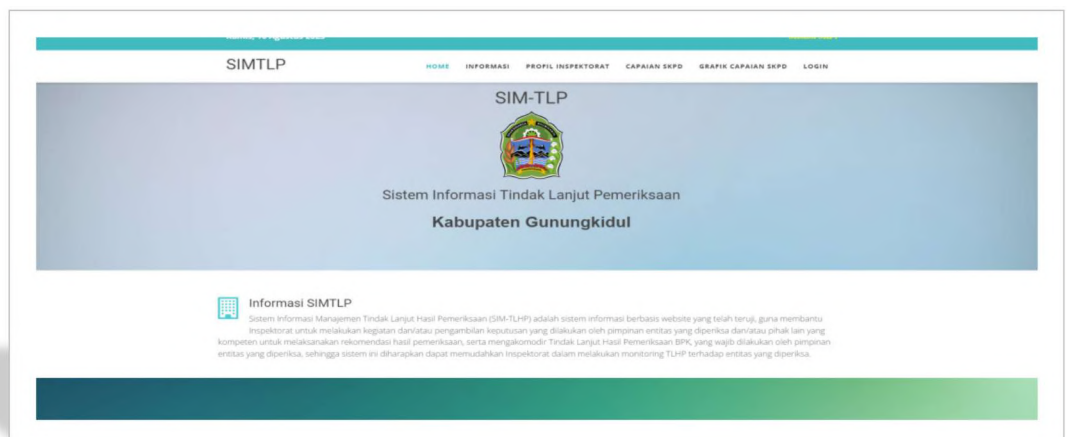 SIMTLP
HOME INFORMASI PROFIL INSPEKTORAT CAPAIAN SKPD GRAFIK CAPAIAN SKPD LOGIN
SIM-TLP
Sistem Informasi Tindak Lanjut Pemeriksaan
Kabupaten Gunungkidul
Informasi SIMTLP
Sistem Informasi Manajemen Tindak Lanjut Hasil Pemeriksaan (SIM-TLHP) adalah sistem informasi berbasis website yang telah teruji, guna membantu
Inspektorat untuk melakukan kegiatan dan/atau pengambilan keputusan yang dilakukan oleh pimpinan entitas yang diperiksa dan/atau pihak lain yang
kompeten untuk melaksanakan rekomendasi hasil pemeriksaan, serta mengakomodir Tindak Lanjut Hasil Pemeriksaan BPK, yang wajib dilakukan oleh pimpinan
entitas yang diperiksa, sehingga sistem ini diharapkan dapat memudahkan Inspektorat dalam melakukan monitoring TLHP terhadap entitas yang diperiksa.